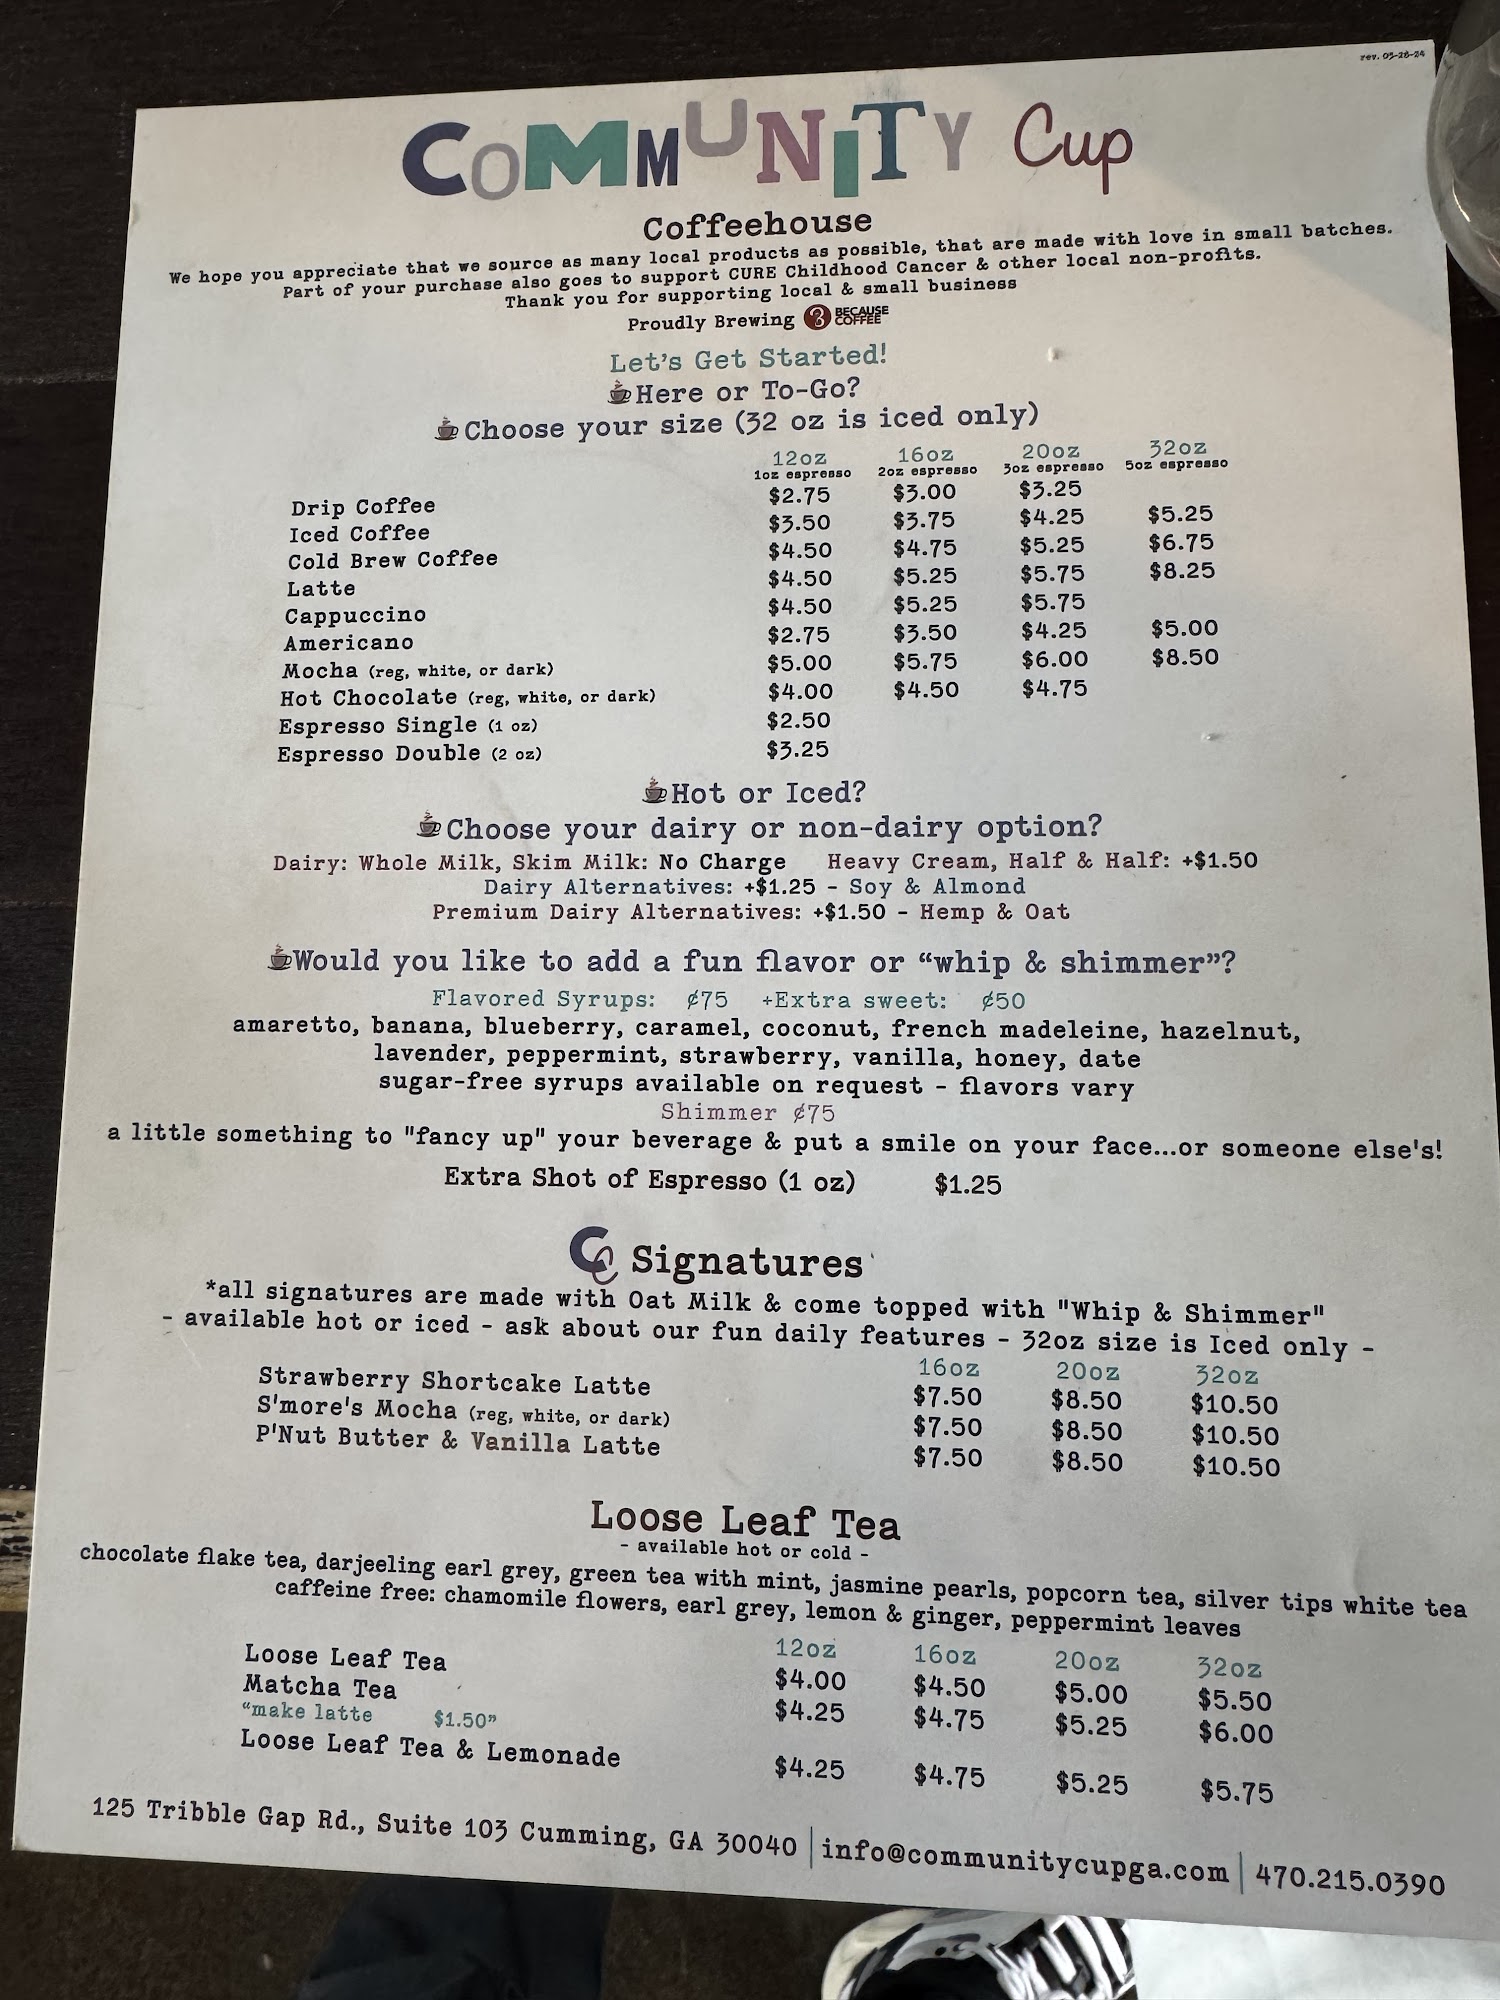 rev. 05-28-24
COMMUNITY Cup
Coffeehouse
We hope you appreciate that we source as many local products as possible, that are made with love in small batches.
Part of your purchase also goes to support CURE Childhood Cancer & other local non-profits.
Thank you for supporting local & small business
Proudly Brewing BECAUSE COFFEE
Let's Get Started!
Here or To-Go?
Choose your size (32 oz is iced only)
12oz 16oz 20oz 32oz
1oz espresso 2oz espresso 3oz espresso 5oz espresso
Drip Coffee $2.75 $3.00 $3.25
Iced Coffee $3.50 $3.75 $4.25 $5.25
Cold Brew Coffee $4.50 $4.75 $5.25 $6.75
Latte $4.50 $5.25 $5.75 $8.25
Cappuccino $4.50 $5.25 $5.75
Americano $2.75 $3.50 $4.25 $5.00
Mocha (reg, white, or dark) $5.00 $5.75 $6.00 $8.50
Hot Chocolate (reg, white, or dark) $4.00 $4.50 $4.75
Espresso Single (1 oz) $2.50
Espresso Double (2 oz) $3.25
Hot or Iced?
Choose your dairy or non-dairy option?
Dairy: Whole Milk, Skim Milk: No Charge Heavy Cream, Half & Half: +$1.50
Dairy Alternatives: +$1.25 - Soy & Almond
Premium Dairy Alternatives: +$1.50 - Hemp & Oat
Would you like to add a fun flavor or “whip & shimmer”?
Flavored Syrups: ¢75 +Extra sweet: ¢50
amaretto, banana, blueberry, caramel, coconut, french madeleine, hazelnut,
lavender, peppermint, strawberry, vanilla, honey, date
sugar-free syrups available on request - flavors vary
Shimmer ¢75
a little something to "fancy up" your beverage & put a smile on your face...or someone else's!
Extra Shot of Espresso (1 oz) $1.25
CC Signatures
*all signatures are made with Oat Milk & come topped with "Whip & Shimmer"
- available hot or iced - ask about our fun daily features - 32oz size is Iced only -
16oz 20oz 32oz
Strawberry Shortcake Latte $7.50 $8.50 $10.50
S'more's Mocha (reg, white, or dark) $7.50 $8.50 $10.50
P'Nut Butter & Vanilla Latte $7.50 $8.50 $10.50
Loose Leaf Tea
- available hot or cold -
chocolate flake tea, darjeeling earl grey, green tea with mint, jasmine pearls, popcorn tea, silver tips white tea
caffeine free: chamomile flowers, earl grey, lemon & ginger, peppermint leaves
12oz 16oz 20oz 32oz
Loose Leaf Tea $4.00 $4.50 $5.00 $5.50
Matcha Tea $4.25 $4.75 $5.25 $6.00
“make latte $1.50”
Loose Leaf Tea & Lemonade $4.25 $4.75 $5.25 $5.75
125 Tribble Gap Rd., Suite 103 Cumming, GA 30040 | info@communitycupga.com | 470.215.0390